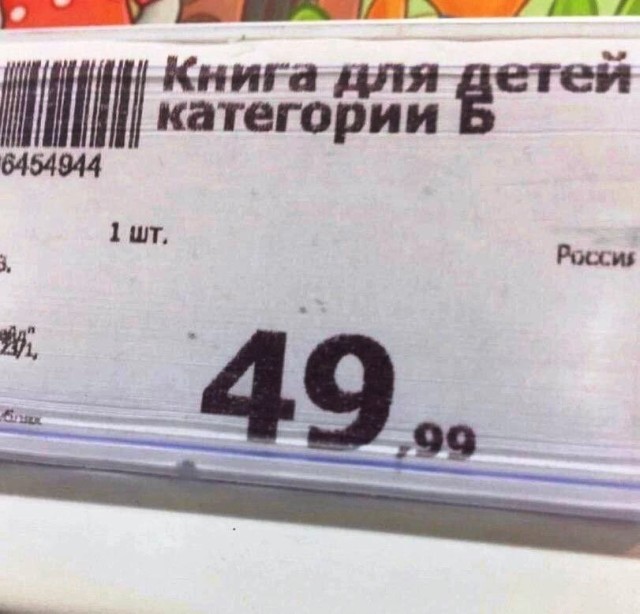 Книга для детей
категории Б
6454944
1 шт.
Россия
49,99